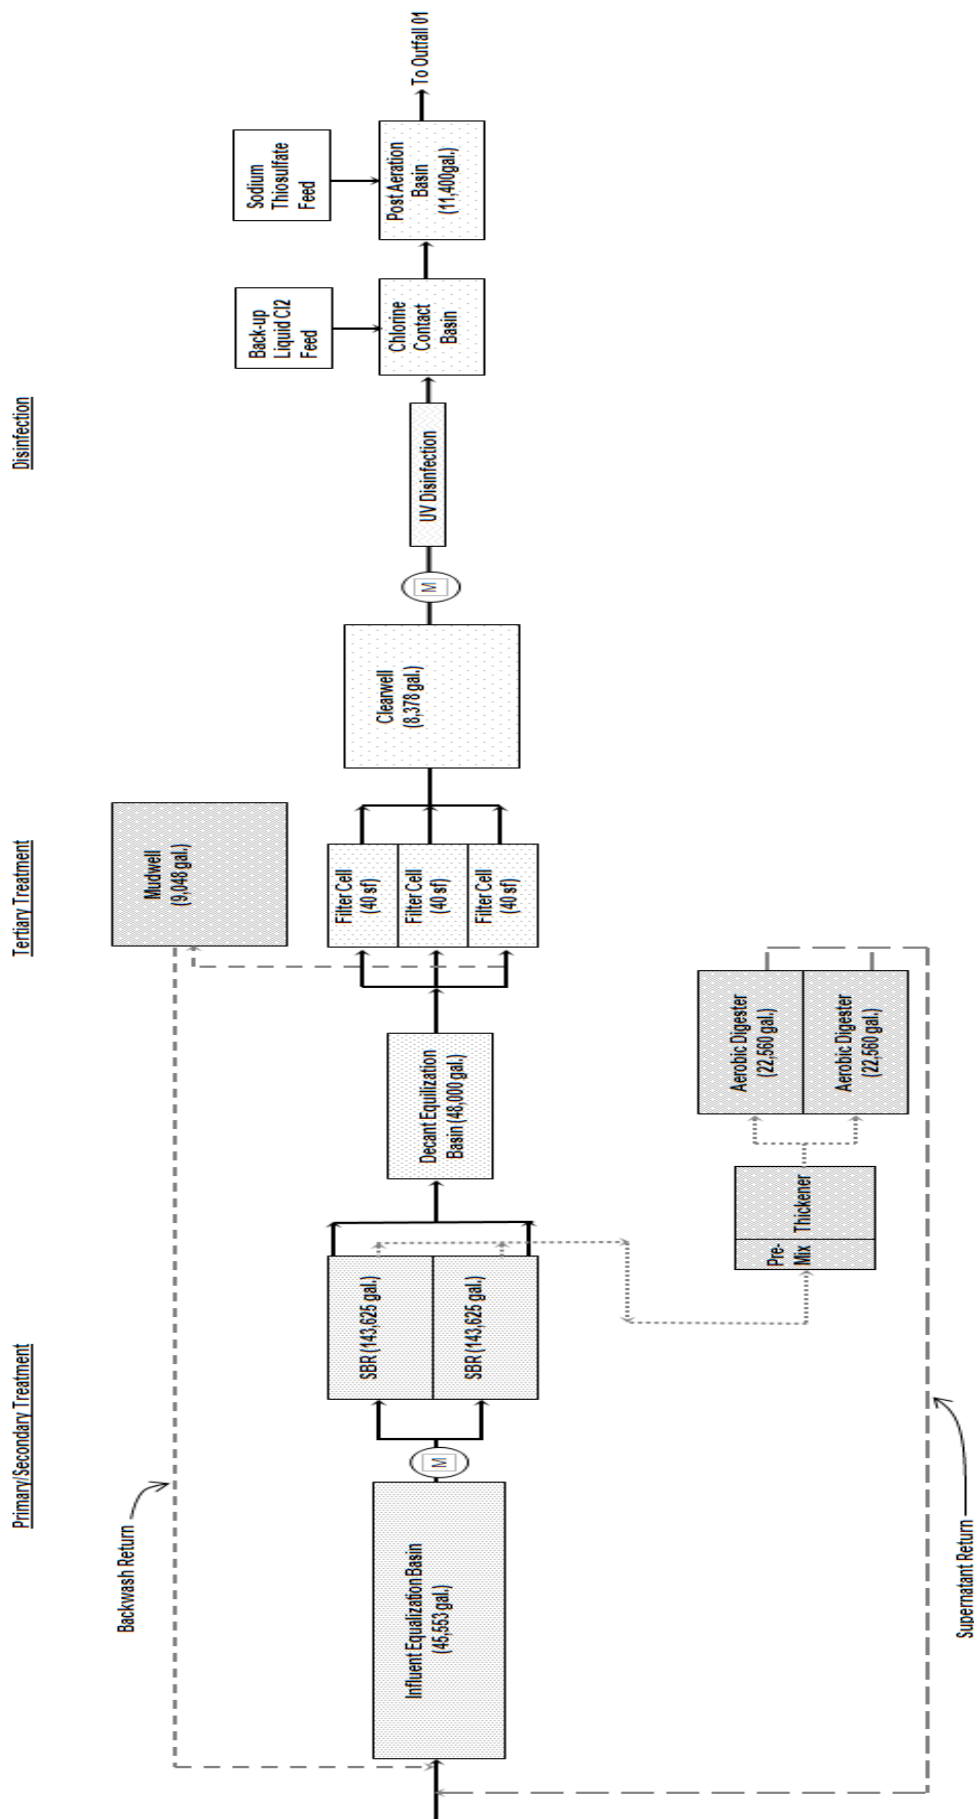 Primary/Secondary Treatment
Tertiary Treatment
Disinfection
Backwash Return
Mudwell
(9,048 gal.)
Influent Equalization Basin
(45,553 gal.)
M
SBR (143,625 gal.)
SBR (143,625 gal.)
Decant Equilization
Basin (48,000 gal.)
Filter Cell
(40 sf)
Filter Cell
(40 sf)
Filter Cell
(40 sf)
Clearwell
(8,378 gal.)
M
UV Disinfection
Back-up
Liquid Cl2
Feed
Chlorine
Contact
Basin
Sodium
Thiosulfate
Feed
Post Aeration
Basin
(11,400gal.)
To Outfall 01
Pre-
Mix
Thickener
Aerobic Digester
(22,560 gal.)
Aerobic Digester
(22,560 gal.)
Supernatant Return